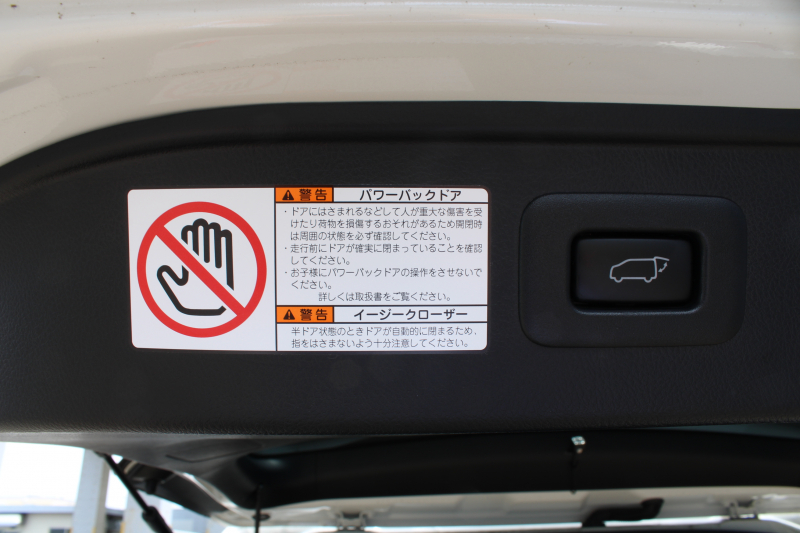 警告 パワーバックドア
・ドアにはさまれるなどして人が重大な傷害を受
けたり荷物を損傷するおそれがあるため開閉時
は周囲の状態を必ず確認してください。
・走行前にドアが確実に閉まっていることを確認
してください。
・お子様にパワーバックドアの操作をさせないで
ください。
詳しくは取扱書をご覧ください。
警告 イージークローザー
半ドア状態のときドアが自動的に閉まるため、
指をはさまないよう十分注意してください。